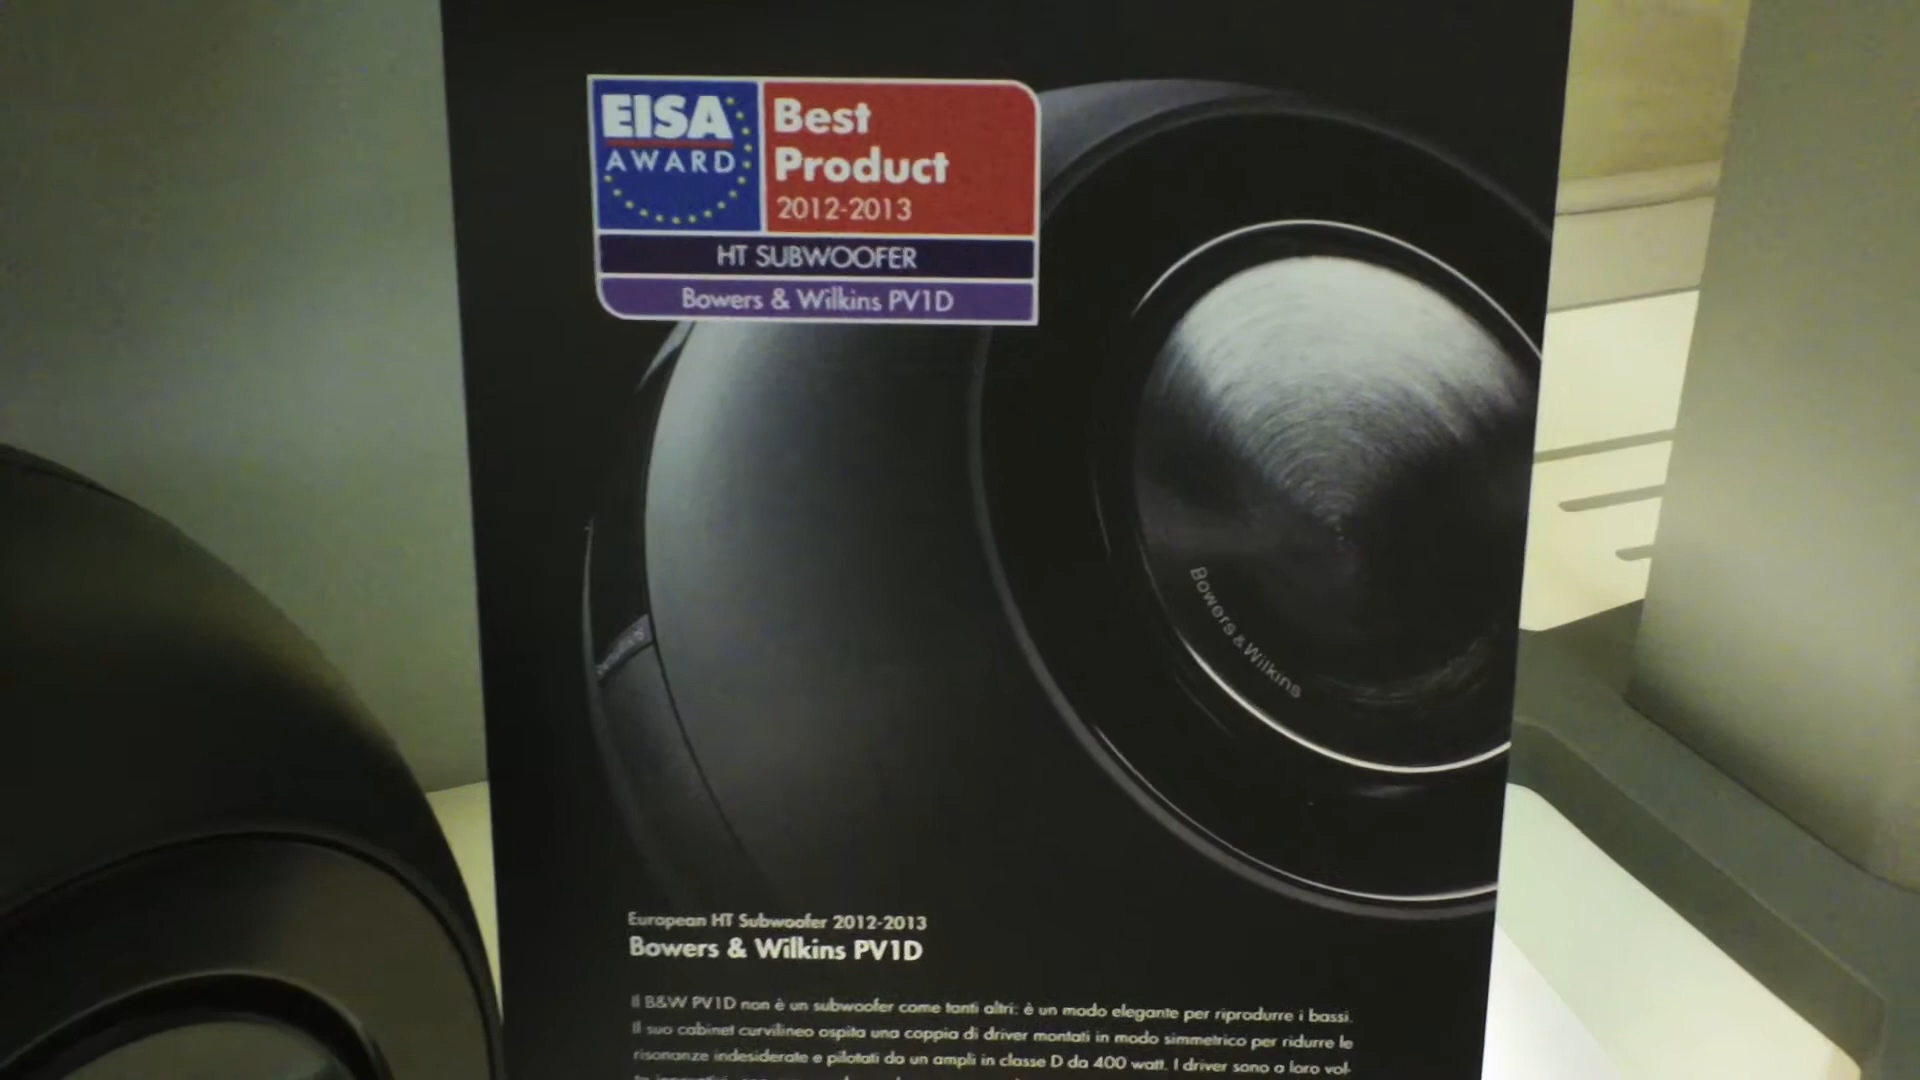 EISA
AWARD
Best
Product
2012-2013
HT SUBWOOFER
Bowers & Wilkins PV1D
Bowers & Wilkins
European HT Subwoofer 2012-2013
Bowers & Wilkins PV1D
Il B&W PV1D non è un subwoofer come tanti altri: è un modo elegante per riprodurre i bassi.
Il suo cabinet curvilineo ospita una coppia di driver montati in modo simmetrico per ridurre le
risonanze indesiderate e pilotati da un ampli in classe D da 400 watt. I driver sono a loro vol-